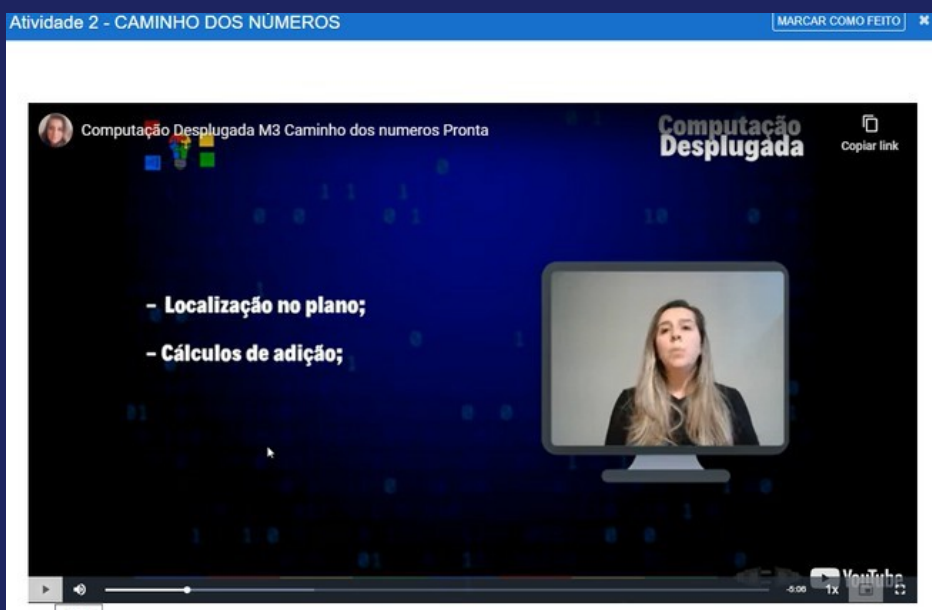 Atividade 2 - CAMINHO DOS NÚMEROS
MARCAR COMO FEITO
Computação Desplugada M3 Caminho dos numeros Pronta
Computação
Desplugada
Copiar link
- Localização no plano;
- Cálculos de adição;
-5:06
1x
YouTube